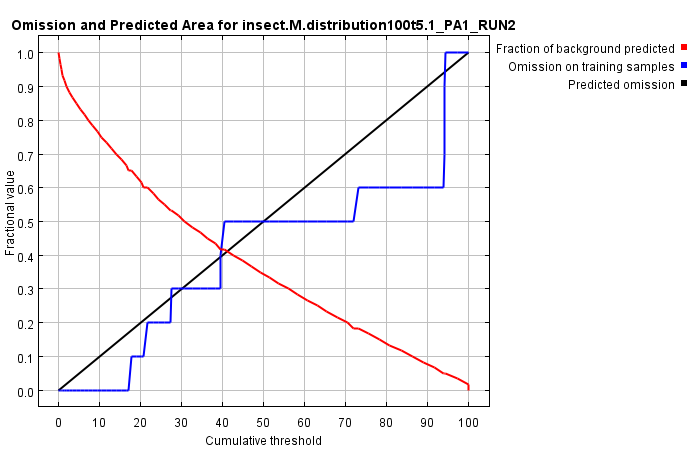 Omission and Predicted Area for insect.M.distribution100t5.1_PA1_RUN2
Fraction of background predicted
Omission on training samples
Predicted omission
Fractional value
1.0
0.9
0.8
0.7
0.6
0.5
0.4
0.3
0.2
0.1
0.0
0 10 20 30 40 50 60 70 80 90 100
Cumulative threshold